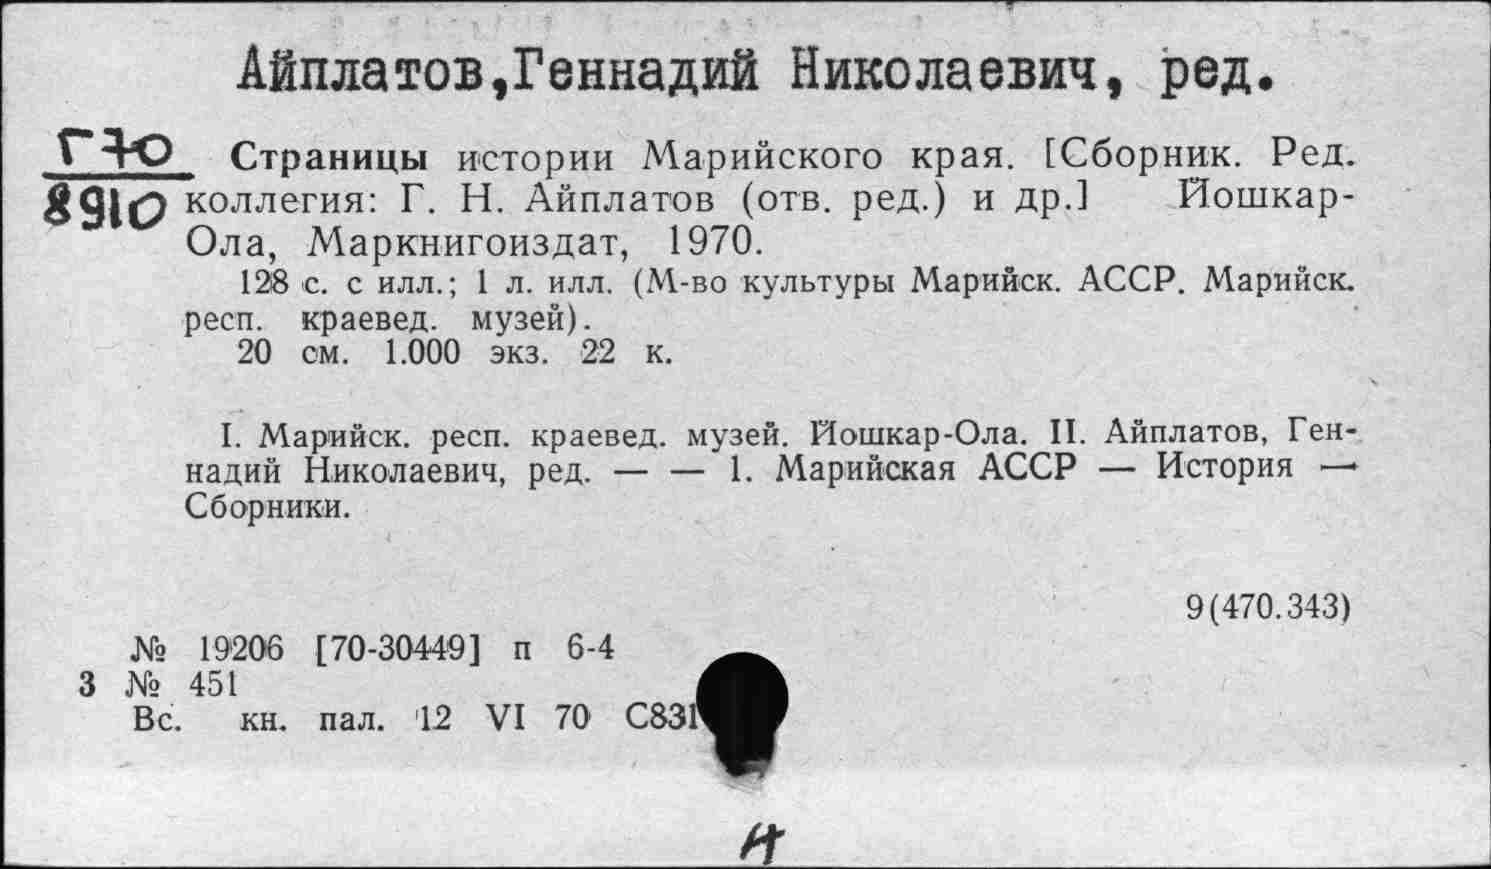 Айплатов,Геннадий Николаевич, ред.
Г70
8910
Страницы истории Марийского края. [Сборник. Ред.
коллегия: Г. Н. Айплатов (отв. ред.) и др.] Йошкар-
Ола, Маркнигоиздат, 1970.
128 с. с илл.; 1 л. илл. (М-во культуры Марийск. АССР. Марийск.
респ. краевед. музей).
20 см. 1.000 экз. 22 к.
I. Марийск. респ. краевед. музей. Йошкар-Ола. II. Айплатов, Ген-
надий Николаевич, ред. — — 1. Марийская АССР — История —
Сборники.
9(470.343)
№ 19206 [70-30449] п 6-4
3 № 451
Вс. кн. пал. 12 VI 70 С831